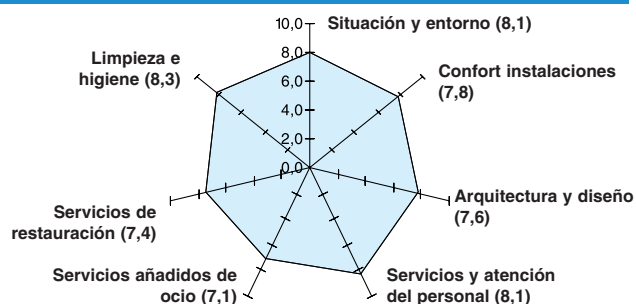 10,0
Situación y entorno (8,1)
8,0
6,0
4,0
2,0
0,0
Confort instalaciones
(7,8)
Arquitectura y diseño
(7,6)
Servicios y atención
del personal (8,1)
Servicios añadidos de
ocio (7,1)
Servicios de
restauración (7,4)
Limpieza e
higiene (8,3)